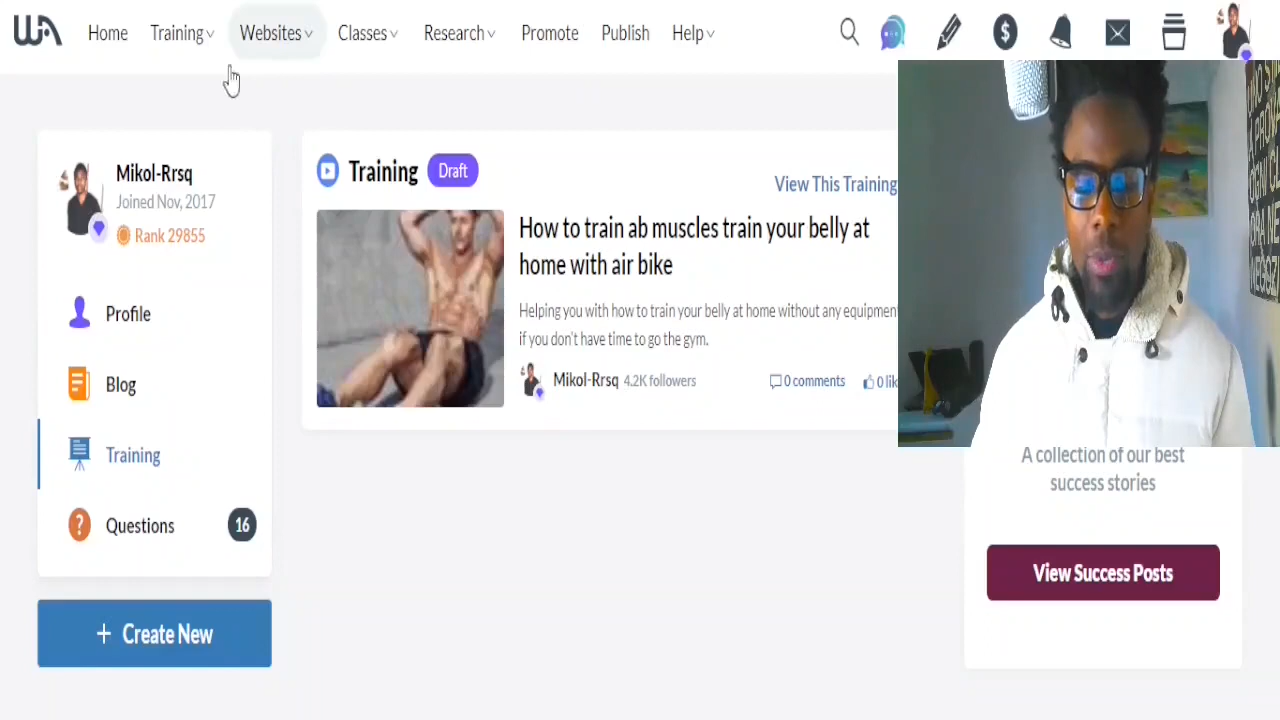 WA
Home
Training
Websites
Classes
Research
Promote
Publish
Help
Mikol-Rrsq
Joined Nov, 2017
Rank 29855
Profile
Blog
Training
Questions
16
+ Create New
Training
Draft
View This Training
How to train ab muscles train your belly at
home with air bike
Helping you with how to train your belly at home without any equipment
if you don't have time to go the gym.
Mikol-Rrsq 4.2K followers
0 comments
0 lik
A collection of our best
success stories
View Success Posts